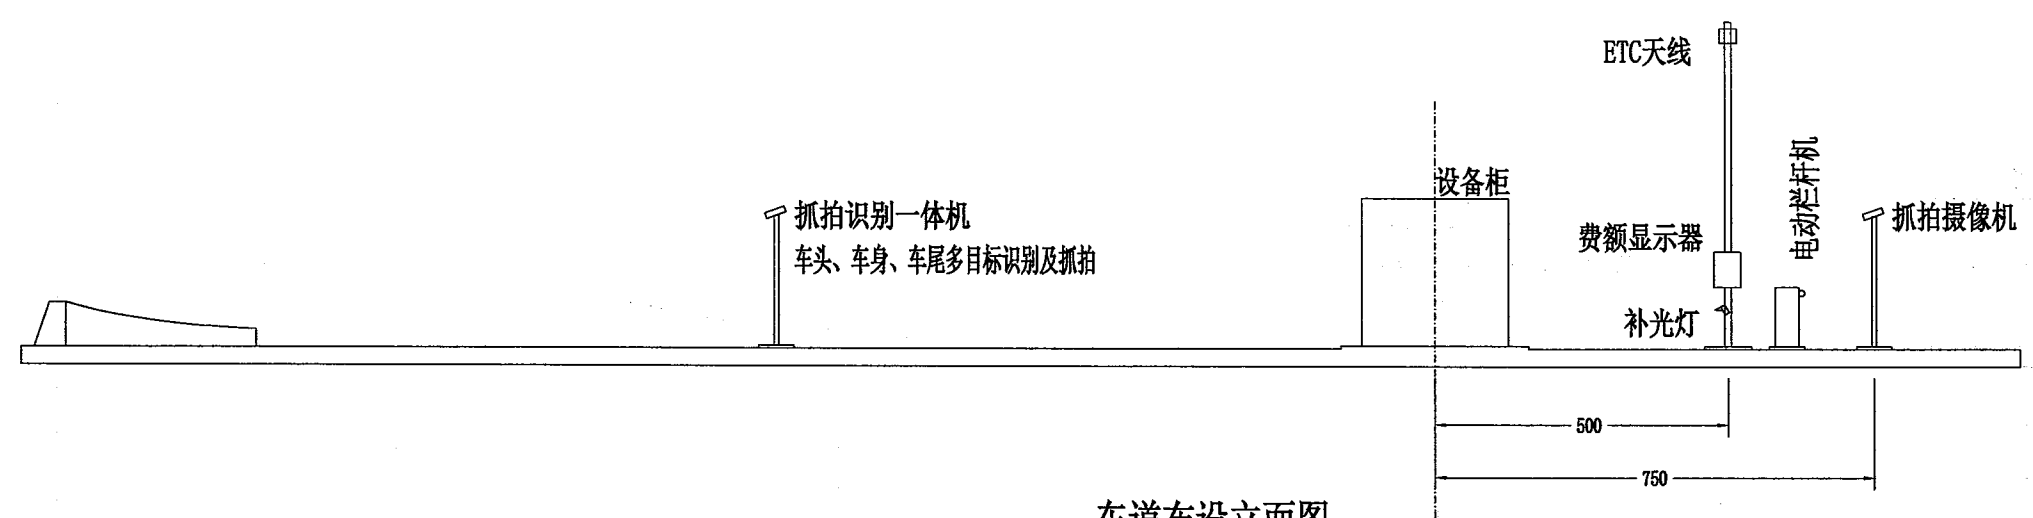 ETC天线
电动栏杆机
设备柜
抓拍识别一体机
抓拍摄像机
费额显示器
车头、车身、车尾多目标识别及抓拍
补光灯
500
750